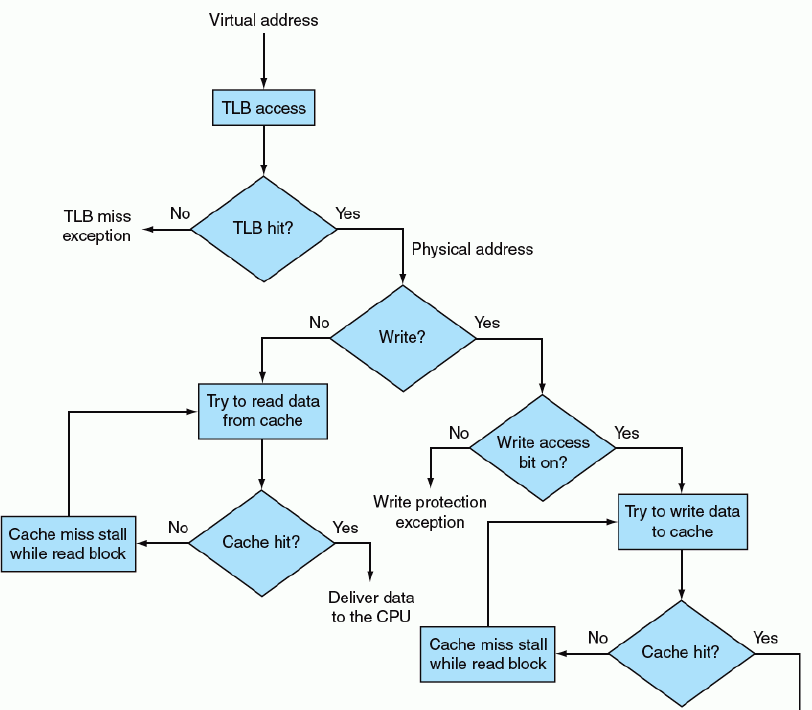 Virtual address
TLB access
TLB hit?
No
Yes
TLB miss
exception
Physical address
Write?
No
Yes
Try to read data
from cache
Write access
bit on?
No
Yes
Write protection
exception
Try to write data
to cache
Cache hit?
No
Yes
Cache miss stall
while read block
Deliver data
to the CPU
Cache hit?
No
Yes
Cache miss stall
while read block